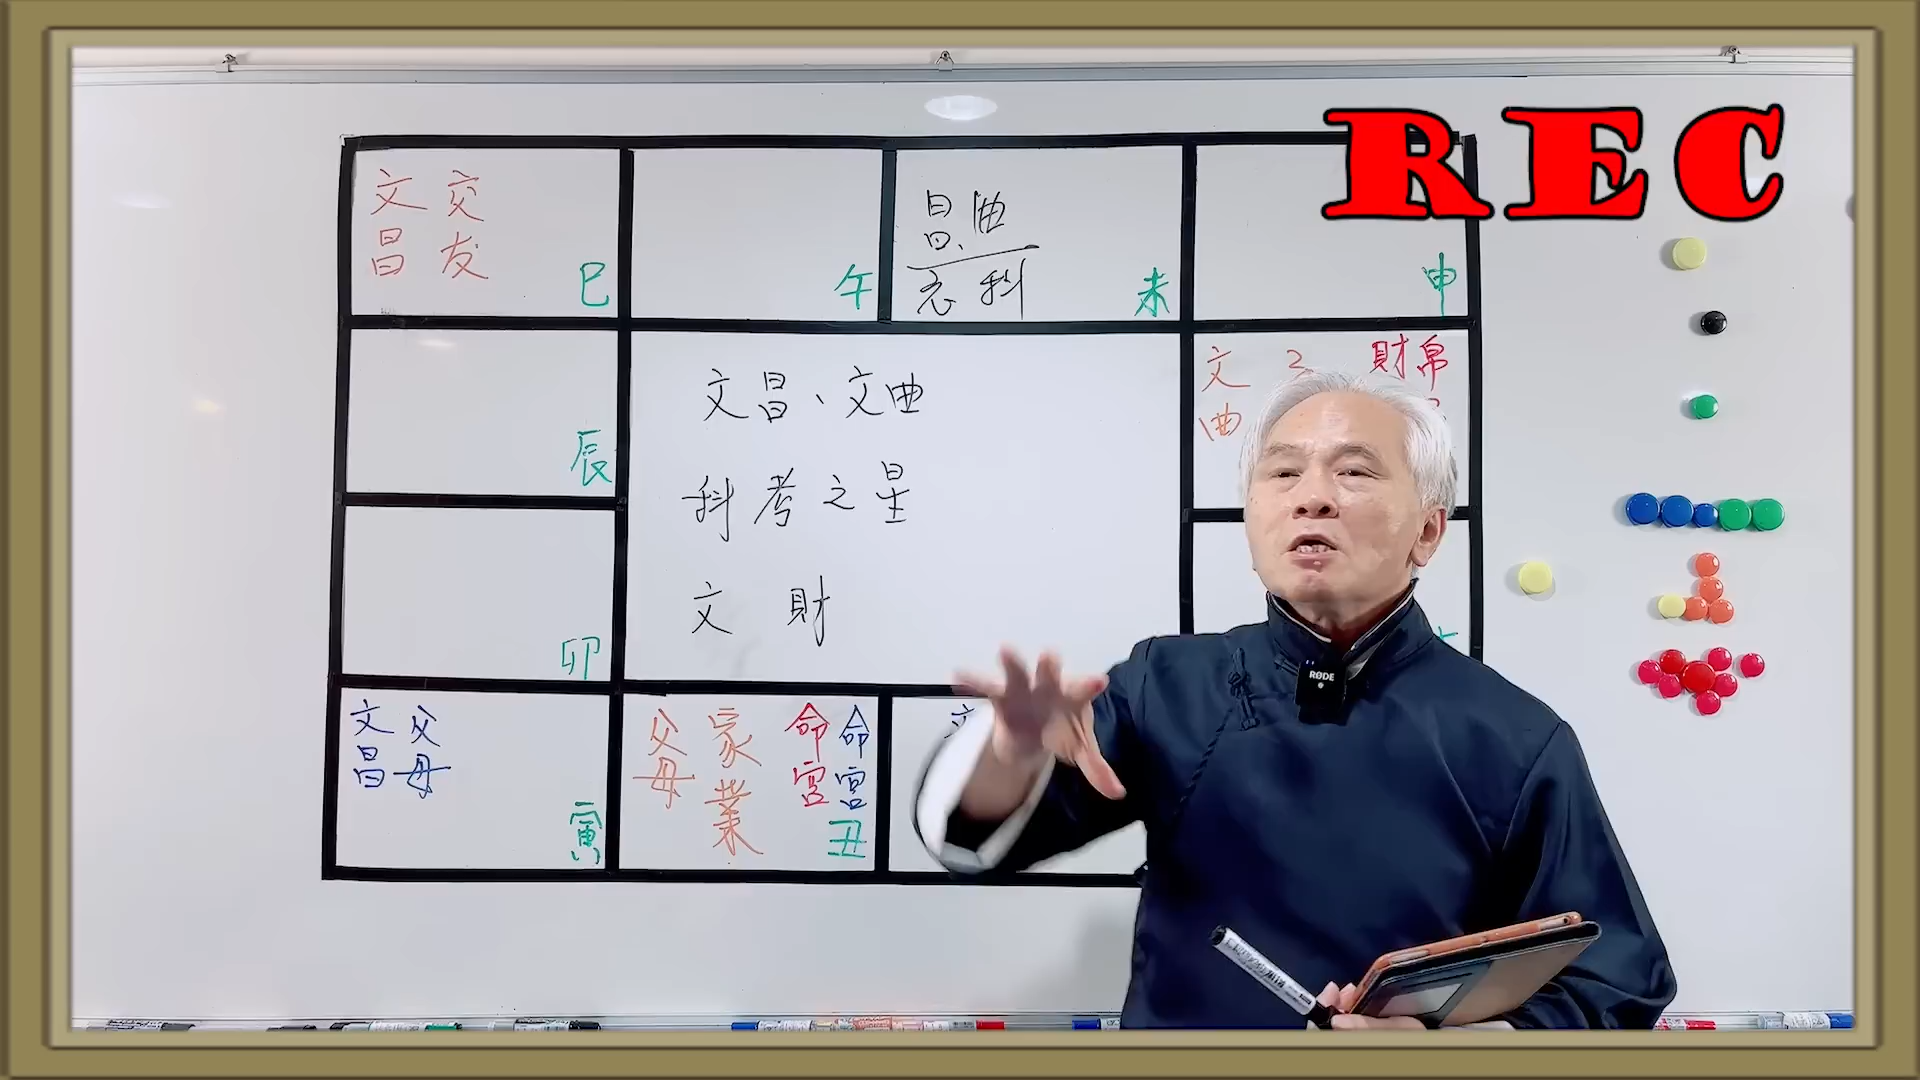 REC
文昌
交友
巳
午
昌曲
忌科
未
申
文曲
財帛
辰
文昌、文曲
科考之星
文財
卯
文昌
父母
寅
父母
家業
命宮
命宮
丑
RØDE